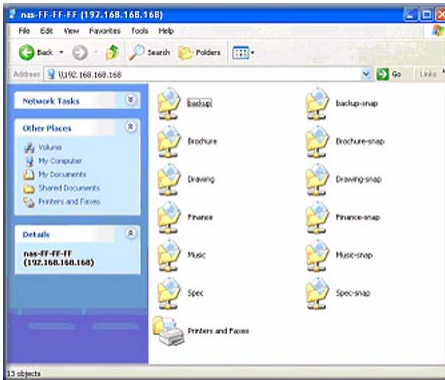 nas-FF-FF-FF (192.168.168.168)
File Edit View Favorites Tools Help
Back Search Folders
Address \\192.168.168.168 Go Links
Network Tasks
Other Places
Volume
My Computer
My Documents
Shared Documents
Printers and Faxes
Details
nas-FF-FF-FF
(192.168.168.168)
backup backup-snap
Brochure Brochure-snap
Drawing Drawing-snap
Finance Finance-snap
Music Music-snap
Spec Spec-snap
Printers and Faxes
13 objects